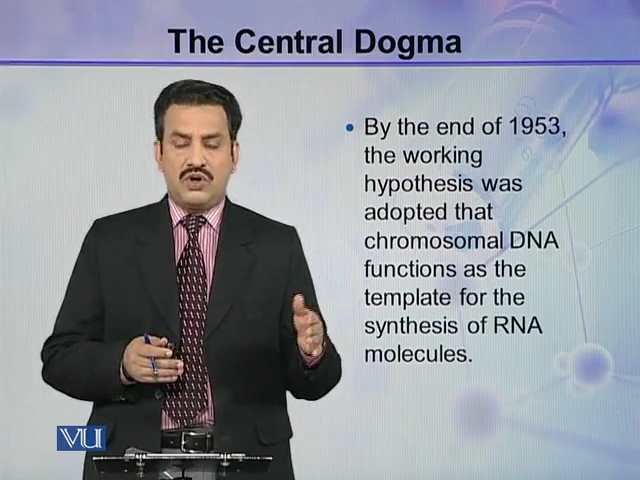 The Central Dogma
• By the end of 1953,
the working
hypothesis was
adopted that
chromosomal DNA
functions as the
template for the
synthesis of RNA
molecules.
VU